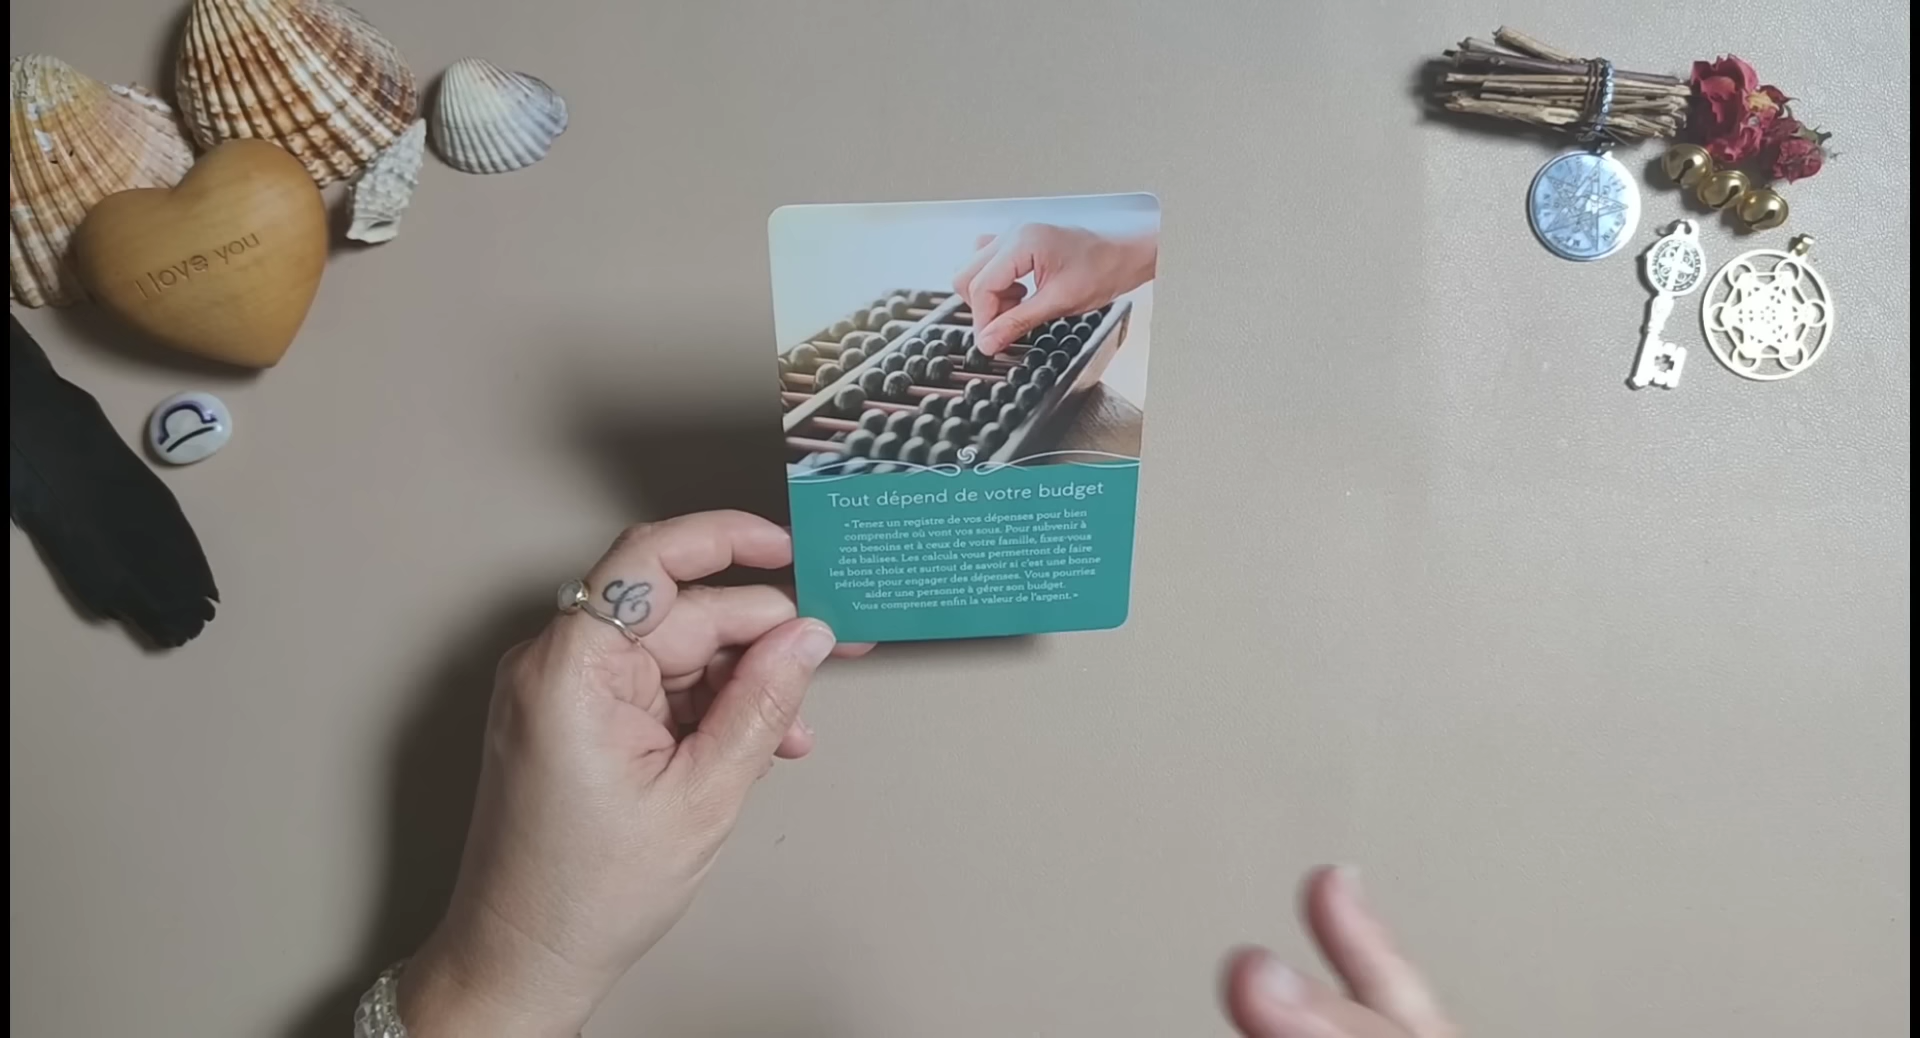 I love you
Tout dépend de votre budget
« Tenez un registre de vos dépenses pour bien
comprendre où vont vos sous. Pour subvenir à
vos besoins et à ceux de votre famille, fixez-vous
des balises. Les calculs vous permettront de faire
les bons choix et surtout de savoir si c'est une bonne
période pour engager des dépenses. Vous pourriez
aider une personne à gérer son budget.
Vous comprenez enfin la valeur de l'argent. »